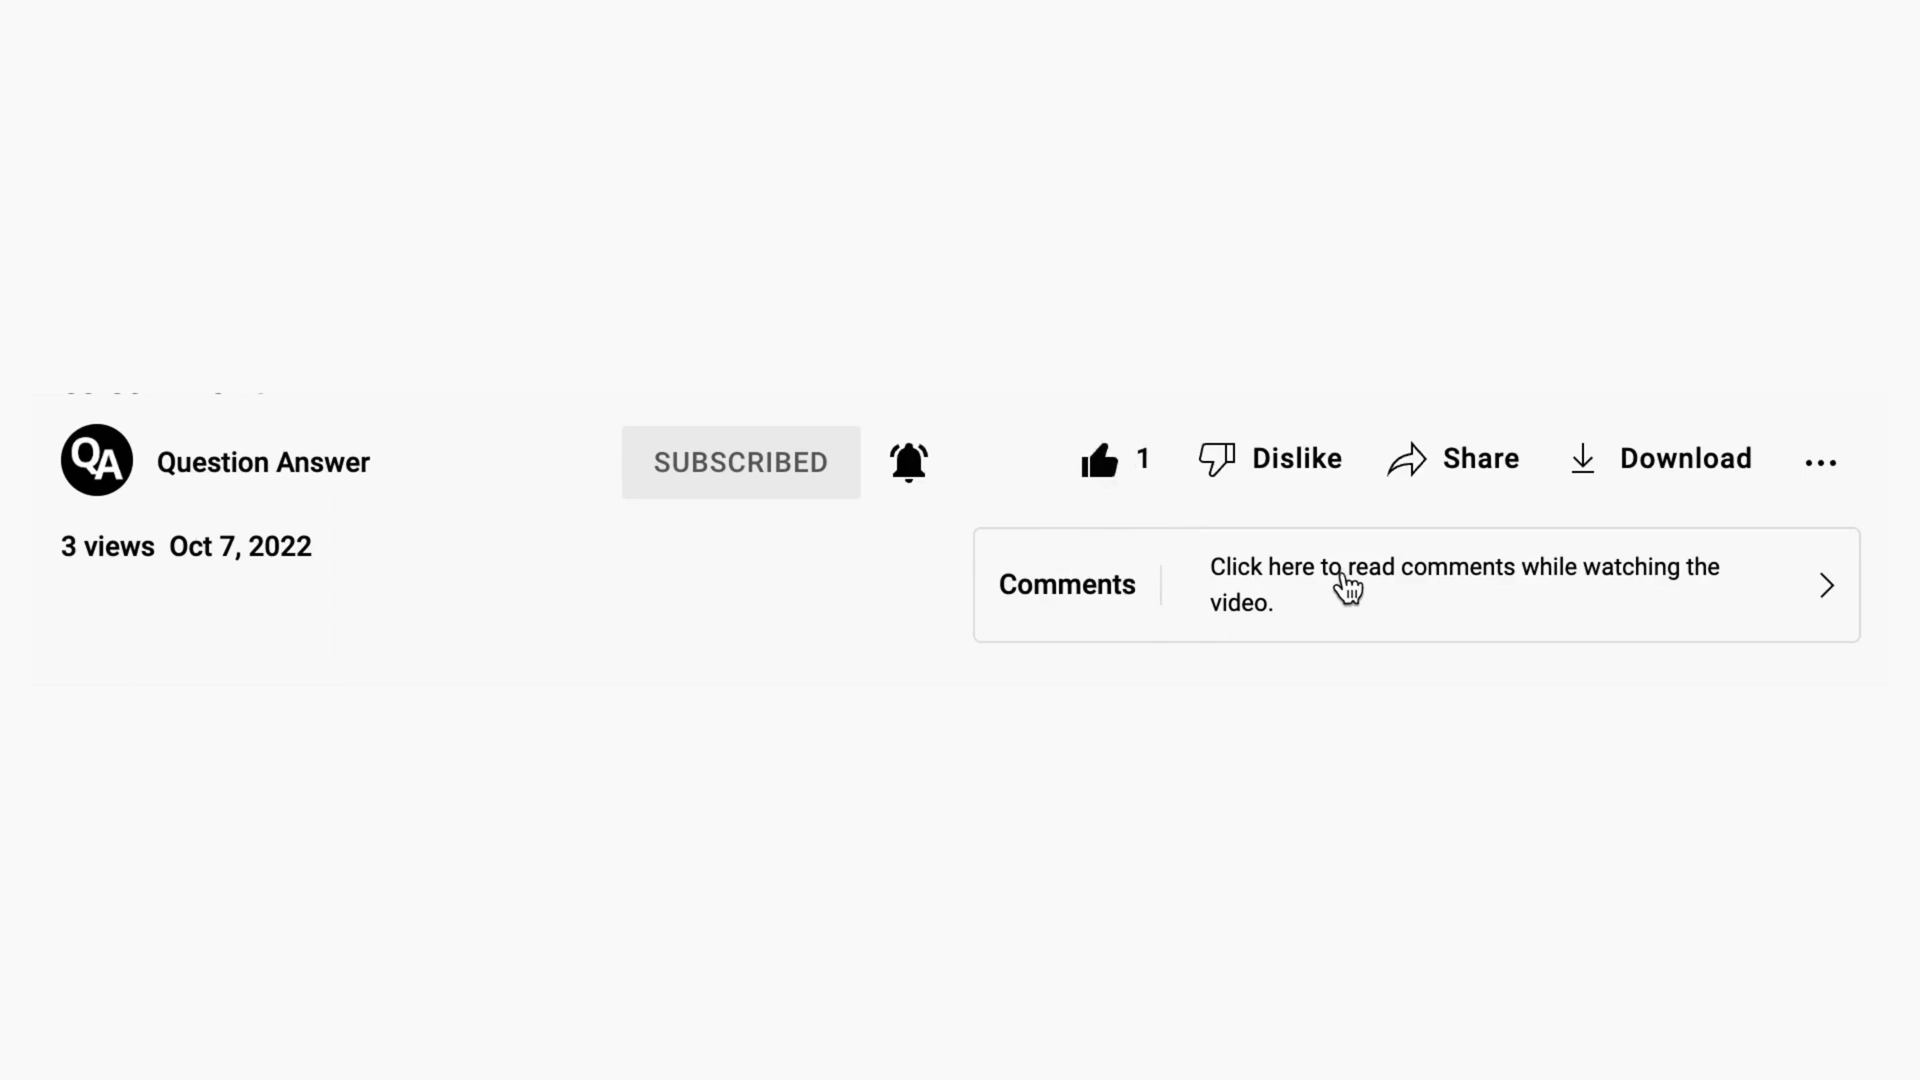 QA
Question Answer
SUBSCRIBED
1
Dislike
Share
Download
3 views Oct 7, 2022
Comments
Click here to read comments while watching the
video.